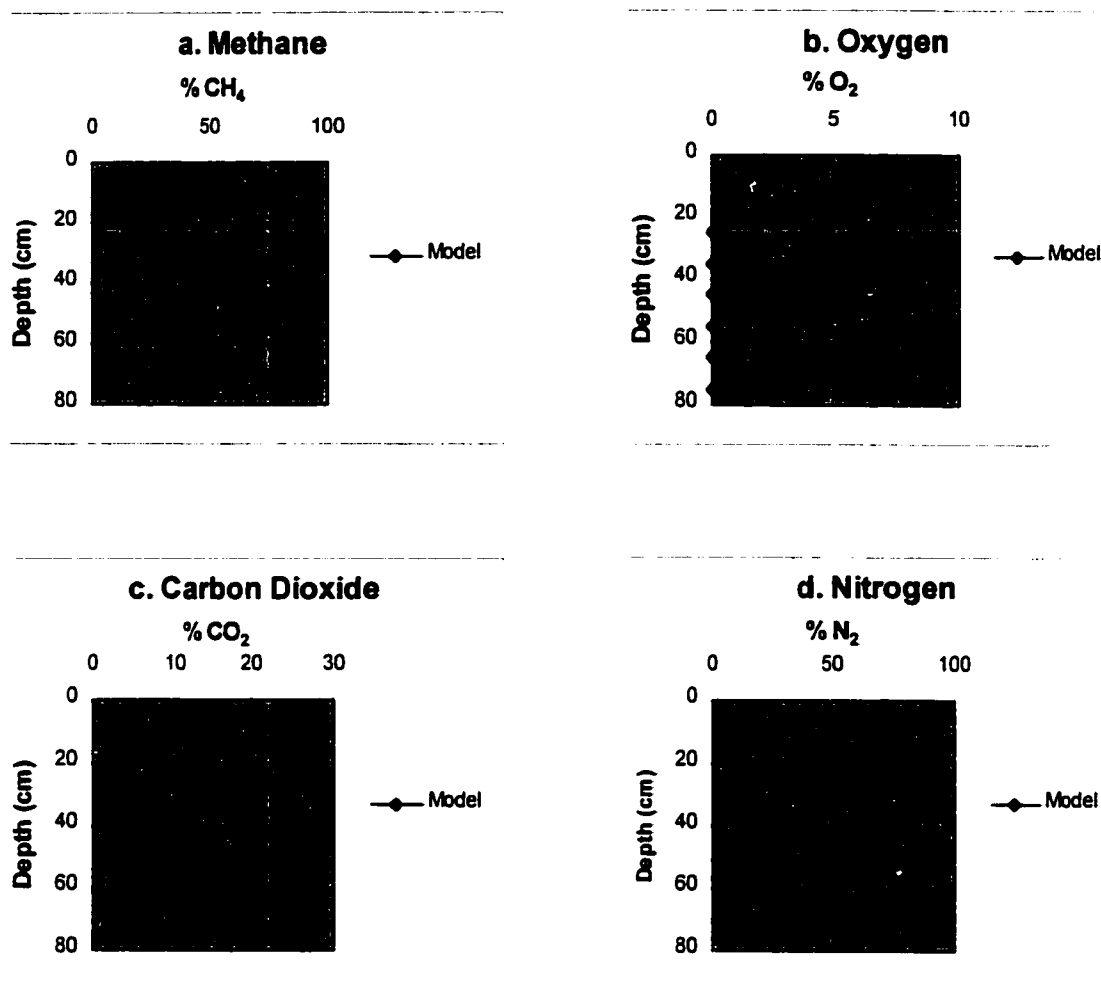 a. Methane
% CH₄
0 50 100
0
20
40
60
80
Depth (cm)
Model
b. Oxygen
% O₂
0 5 10
0
20
40
60
80
Depth (cm)
Model
c. Carbon Dioxide
% CO₂
0 10 20 30
0
20
40
60
80
Depth (cm)
Model
d. Nitrogen
% N₂
0 50 100
0
20
40
60
80
Depth (cm)
Model